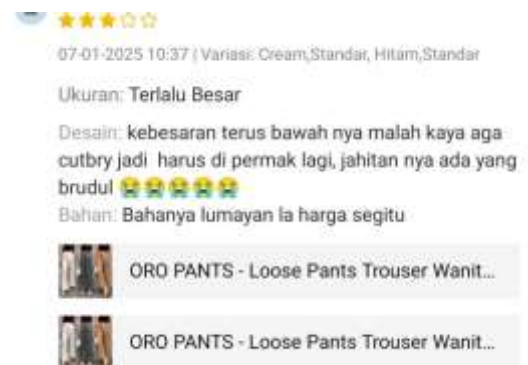 07-01-2025 10:37 | Variasi: Cream,Standar, Hitam,Standar
Ukuran: Terlalu Besar
Desain: kebesaran terus bawah nya malah kaya aga
cutbry jadi harus di permak lagi, jahitan nya ada yang
brudul 😭😭😭😭😭
Bahan: Bahanya lumayan la harga segitu
ORO PANTS - Loose Pants Trouser Wanit...
ORO PANTS - Loose Pants Trouser Wanit...